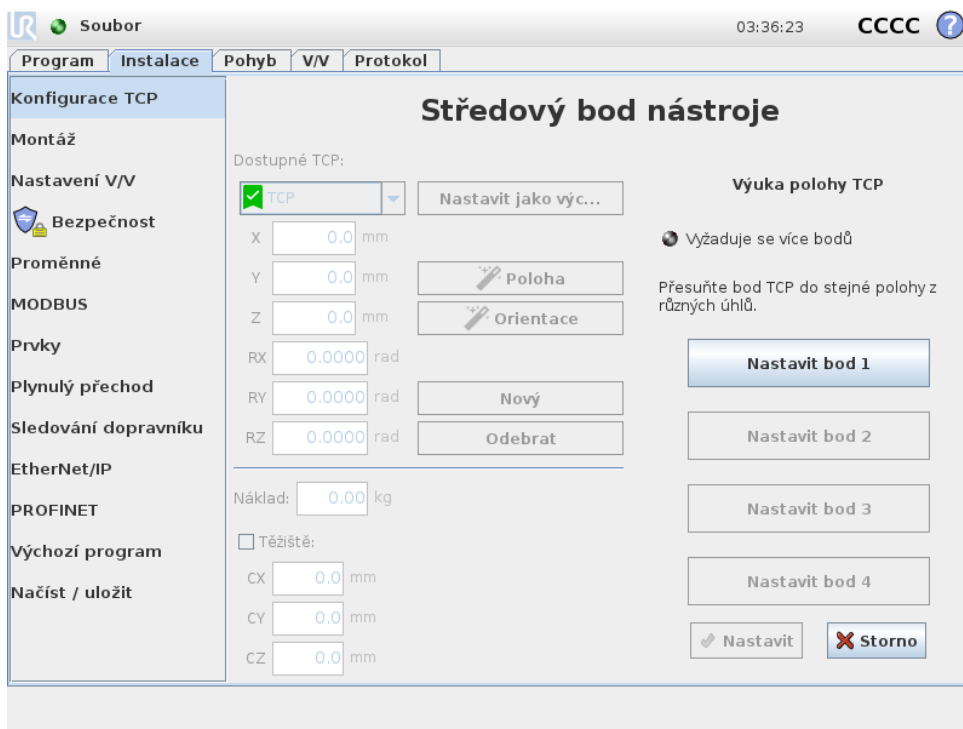 UR Soubor 03:36:23 CCCC ?
Program Instalace Pohyb V/V Protokol
Konfigurace TCP
Montáž
Nastavení V/V
Bezpečnost
Proměnné
MODBUS
Prvky
Plynulý přechod
Sledování dopravníku
EtherNet/IP
PROFINET
Výchozí program
Načíst / uložit
Středový bod nástroje
Dostupné TCP:
TCP Nastavit jako výc...
X 0.0 mm
Y 0.0 mm Poloha
Z 0.0 mm Orientace
RX 0.0000 rad
RY 0.0000 rad Nový
RZ 0.0000 rad Odebrat
Náklad: 0.00 kg
Těžiště:
CX 0.0 mm
CY 0.0 mm
CZ 0.0 mm
Výuka polohy TCP
Vyžaduje se více bodů
Přesuňte bod TCP do stejné polohy z
různých úhlů.
Nastavit bod 1
Nastavit bod 2
Nastavit bod 3
Nastavit bod 4
Nastavit Storno